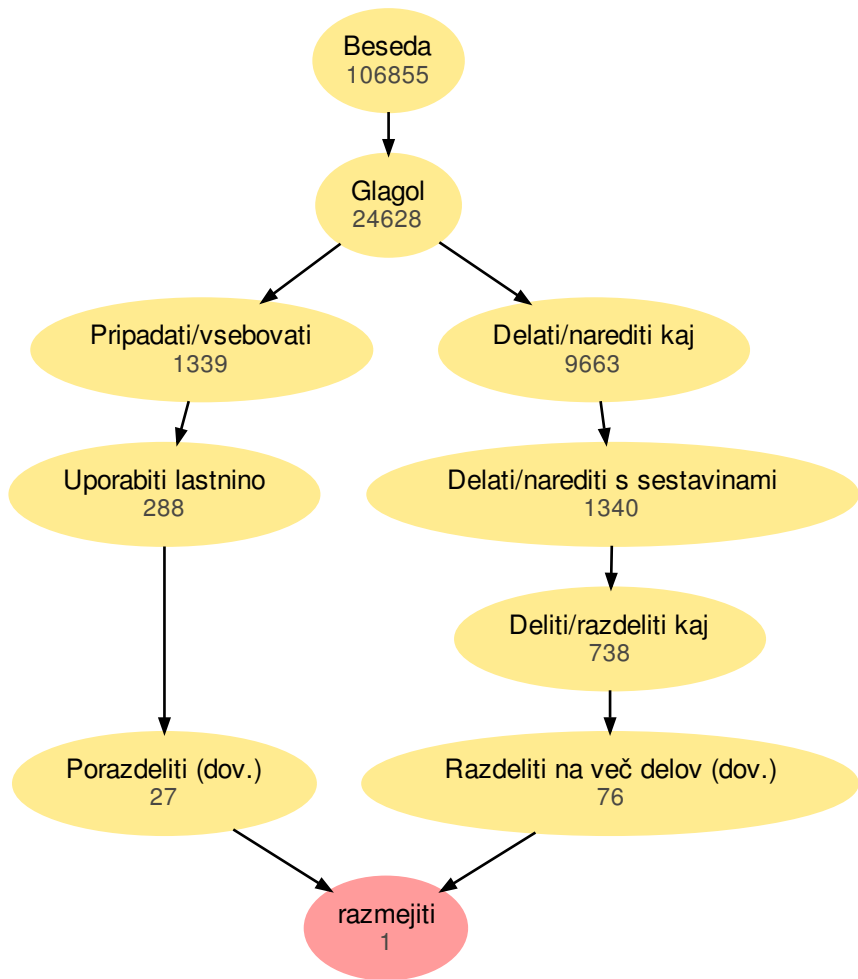 Beseda
106855
Glagol
24628
Pripadati/vsebovati
1339
Delati/narediti kaj
9663
Uporabiti lastnino
288
Delati/narediti s sestavinami
1340
Deliti/razdeliti kaj
738
Porazdeliti (dov.)
27
Razdeliti na več delov (dov.)
76
razmejiti
1